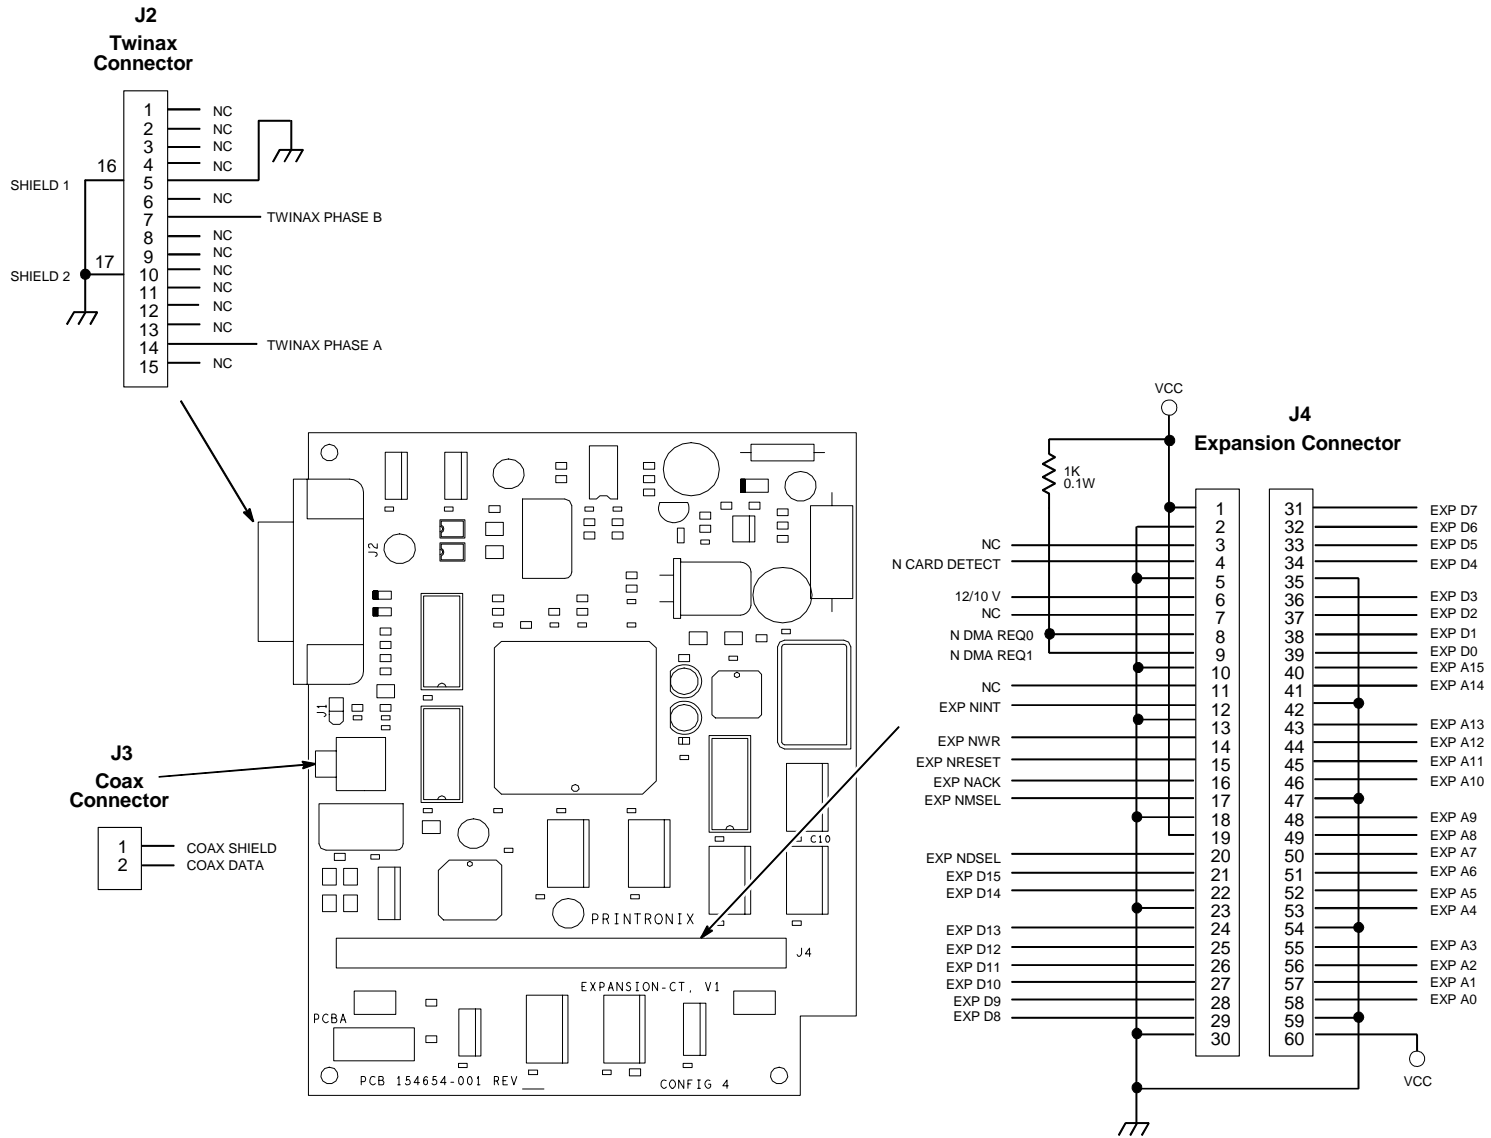 J2
Twinax
Connector
1 NC
2 NC
3 NC
4 NC
16
SHIELD 1
5
6 NC
7 TWINAX PHASE B
8 NC
9 NC
17
SHIELD 2
10 NC
11 NC
12 NC
13 NC
14 TWINAX PHASE A
15 NC
J3
Coax
Connector
1 COAX SHIELD
2 COAX DATA
J2
J1
C10
PRINTRONIX
J4
EXPANSION-CT, V1
PCBA
PCB 154654-001 REV
CONFIG 4
VCC
J4
Expansion Connector
1K
0.1W
1
2
NC 3
N CARD DETECT 4
5
12/10 V 6
NC 7
N DMA REQ0 8
N DMA REQ1 9
10
NC 11
EXP NINT 12
13
EXP NWR 14
EXP NRESET 15
EXP NACK 16
EXP NMSEL 17
18
19
EXP NDSEL 20
EXP D15 21
EXP D14 22
23
EXP D13 24
EXP D12 25
EXP D11 26
EXP D10 27
EXP D9 28
EXP D8 29
30
31 EXP D7
32 EXP D6
33 EXP D5
34 EXP D4
35
36 EXP D3
37 EXP D2
38 EXP D1
39 EXP D0
40 EXP A15
41 EXP A14
42
43 EXP A13
44 EXP A12
45 EXP A11
46 EXP A10
47
48 EXP A9
49 EXP A8
50 EXP A7
51 EXP A6
52 EXP A5
53 EXP A4
54
55 EXP A3
56 EXP A2
57 EXP A1
58 EXP A0
59
60
VCC